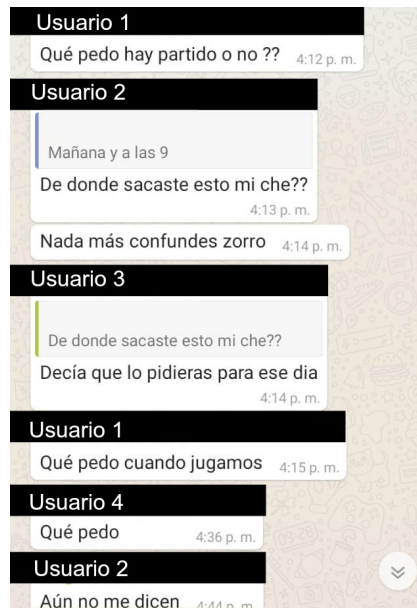 Usuario 1
Qué pedo hay partido o no ?? 4:12 p. m.
Usuario 2
Mañana y a las 9
De donde sacaste esto mi che??
4:13 p. m.
Nada más confundes zorro 4:14 p. m.
Usuario 3
De donde sacaste esto mi che??
Decía que lo pidieras para ese dia
4:14 p. m.
Usuario 1
Qué pedo cuando jugamos 4:15 p. m.
Usuario 4
Qué pedo 4:36 p. m.
Usuario 2
Aún no me dicen 4:44 p. m.